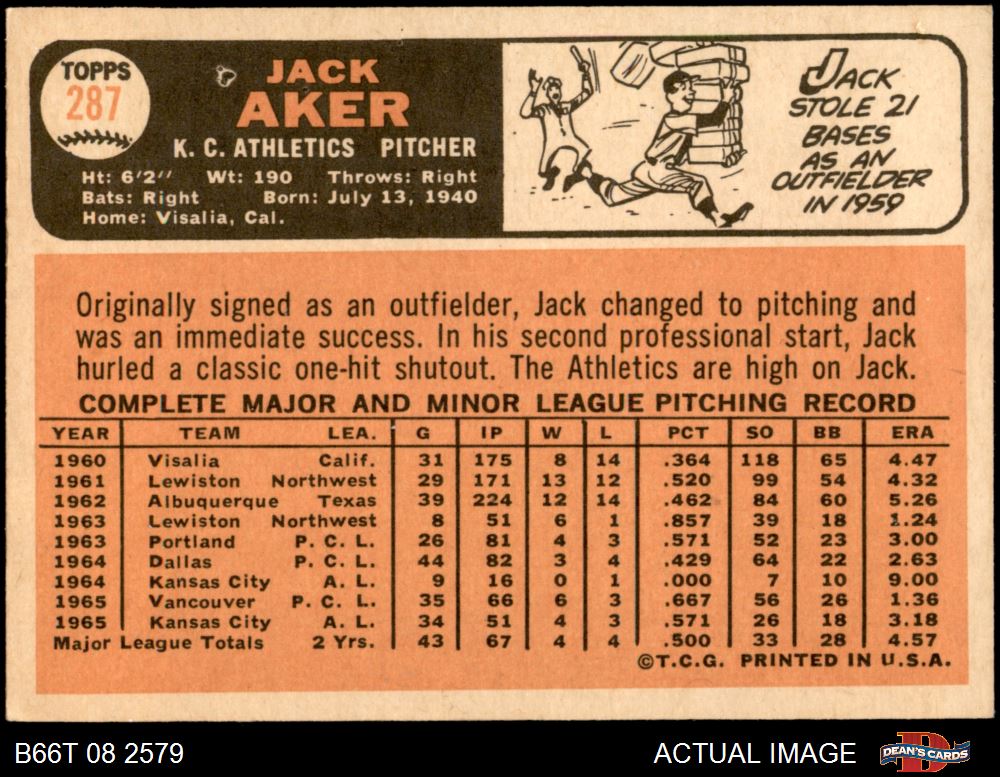 TOPPS
287
JACK
AKER
K. C. ATHLETICS PITCHER
Ht: 6'2" Wt: 190 Throws: Right
Bats: Right Born: July 13, 1940
Home: Visalia, Cal.
JACK
STOLE 21
BASES
AS AN
OUTFIELDER
IN 1959
Originally signed as an outfielder, Jack changed to pitching and
was an immediate success. In his second professional start, Jack
hurled a classic one-hit shutout. The Athletics are high on Jack.
COMPLETE MAJOR AND MINOR LEAGUE PITCHING RECORD
YEAR TEAM LEA. G IP W L PCT SO BB ERA
1960 Visalia Calif. 31 175 8 14 .364 118 65 4.47
1961 Lewiston Northwest 29 171 13 12 .520 99 54 4.32
1962 Albuquerque Texas 39 224 12 14 .462 84 60 5.26
1963 Lewiston Northwest 8 51 6 1 .857 39 18 1.24
1963 Portland P. C. L. 26 81 4 3 .571 52 23 3.00
1964 Dallas P. C. L. 44 82 3 4 .429 64 22 2.63
1964 Kansas City A. L. 9 16 0 1 .000 7 10 9.00
1965 Vancouver P. C. L. 35 66 6 3 .667 56 26 1.36
1965 Kansas City A. L. 34 51 4 3 .571 26 18 3.18
Major League Totals 2 Yrs. 43 67 4 4 .500 33 28 4.57
©T.C.G. PRINTED IN U.S.A.
B66T 08 2579 ACTUAL IMAGE DEAN'S CARDS